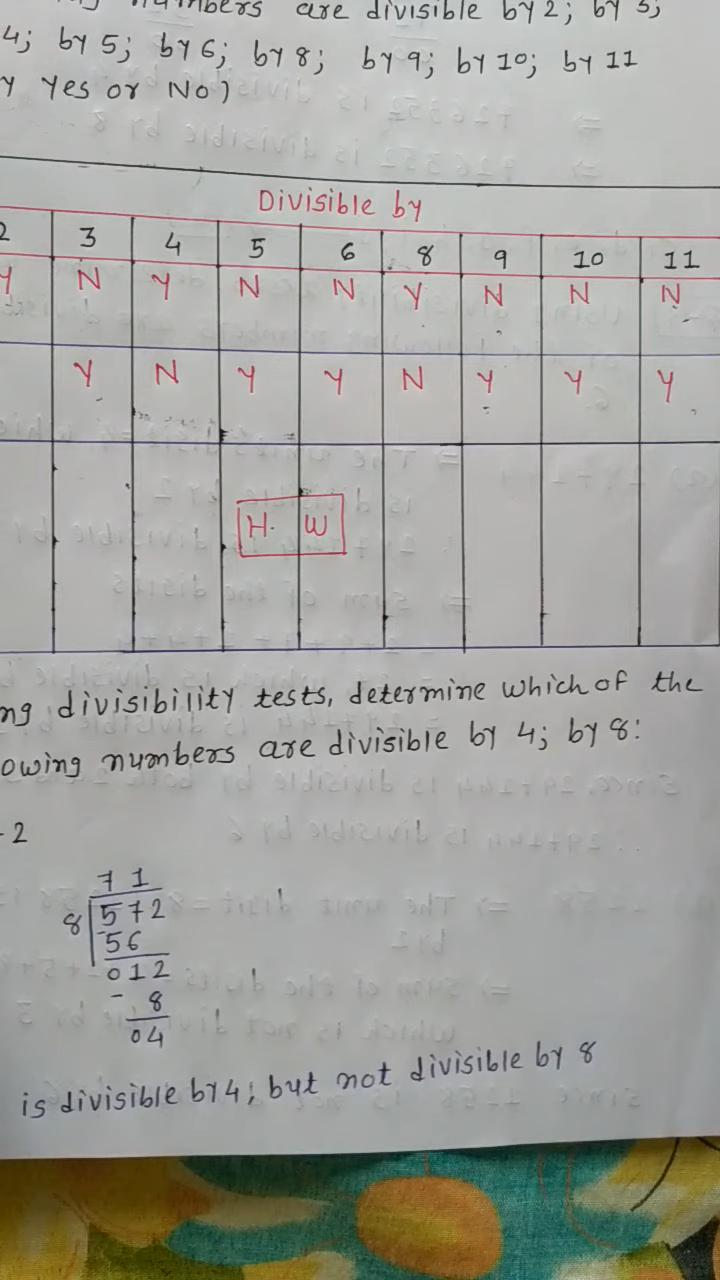 numbers are divisible by 2; by 3;
4; by 5; by 6; by 8; by 9; by 10; by 11
y Yes or No)
Divisible by
2 3 4 5 6 8 9 10 11
Y N Y N N Y N N N
Y N Y Y N Y Y Y
H. W
ng divisibility tests, determine which of the
owing numbers are divisible by 4; by 8:
2
71
8 572
56
012
- 8
04
is divisible by 4; but not divisible by 8